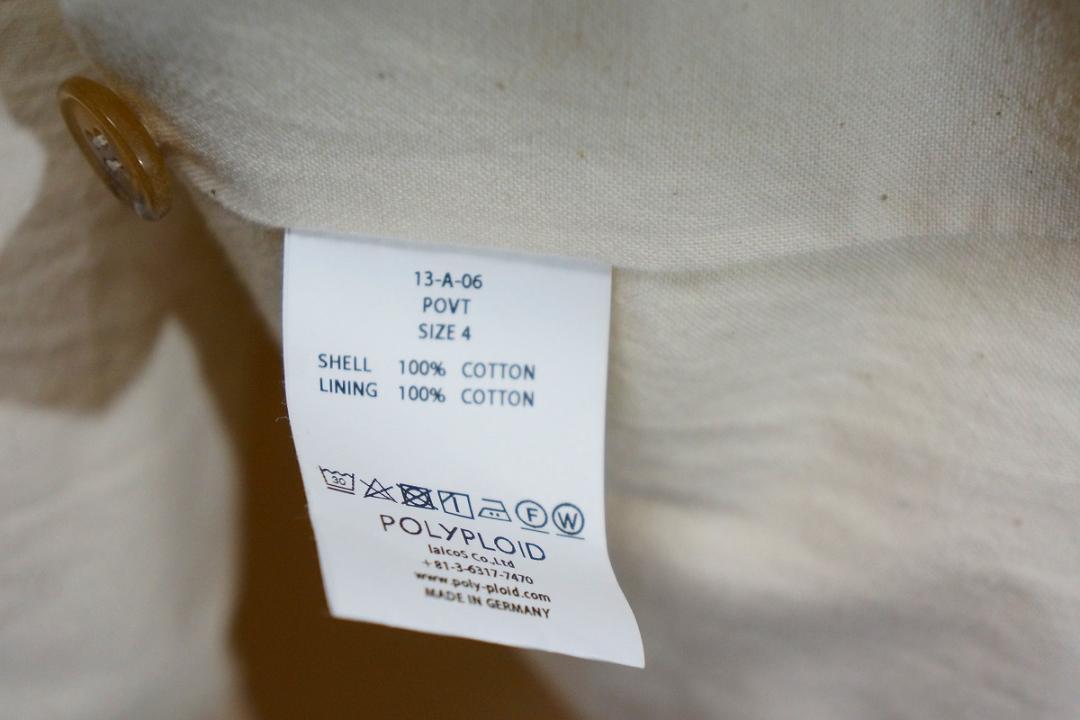 13-A-06
POVT
SIZE 4
SHELL 100% COTTON
LINING 100% COTTON
30 F W
POLYPLOID
lalcoS Co.,Ltd
+81-3-6317-7470
www.poly-ploid.com
MADE IN GERMANY